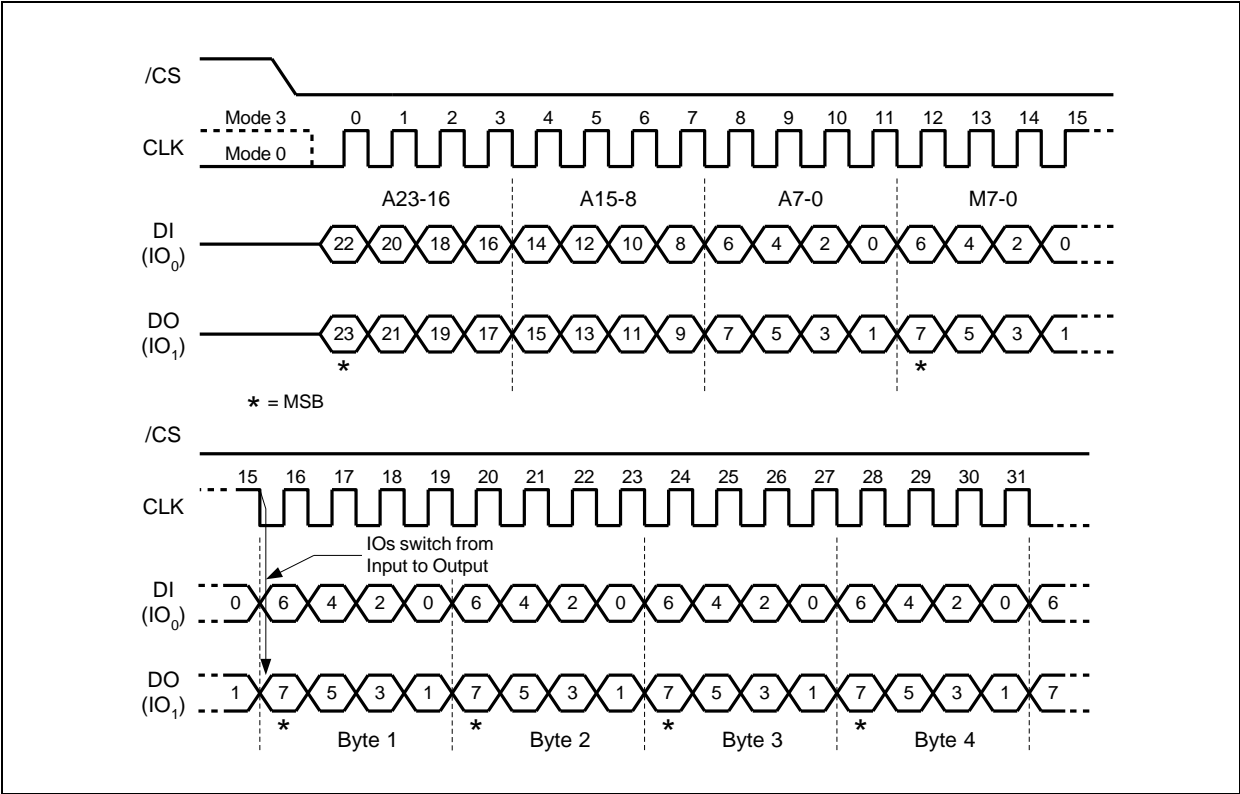 /CS
Mode 3 0 1 2 3 4 5 6 7 8 9 10 11 12 13 14 15
CLK
Mode 0
A23-16 A15-8 A7-0 M7-0
DI
(IO0) 22 20 18 16 14 12 10 8 6 4 2 0 6 4 2 0
DO
(IO1) 23 21 19 17 15 13 11 9 7 5 3 1 7 5 3 1
* *
* = MSB
/CS
15 16 17 18 19 20 21 22 23 24 25 26 27 28 29 30 31
CLK
IOs switch from
Input to Output
DI
(IO0) 0 6 4 2 0 6 4 2 0 6 4 2 0 6 4 2 0 6
DO
(IO1) 1 7 5 3 1 7 5 3 1 7 5 3 1 7 5 3 1 7
* * * *
Byte 1 Byte 2 Byte 3 Byte 4